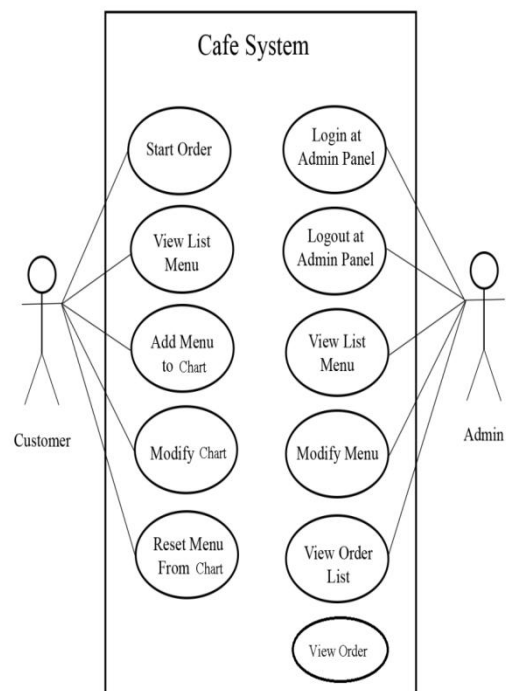 Cafe System
Start Order
View List
Menu
Add Menu
to Chart
Modify Chart
Reset Menu
From Chart
Login at
Admin Panel
Logout at
Admin Panel
View List
Menu
Modify Menu
View Order
List
View Order
Customer
Admin